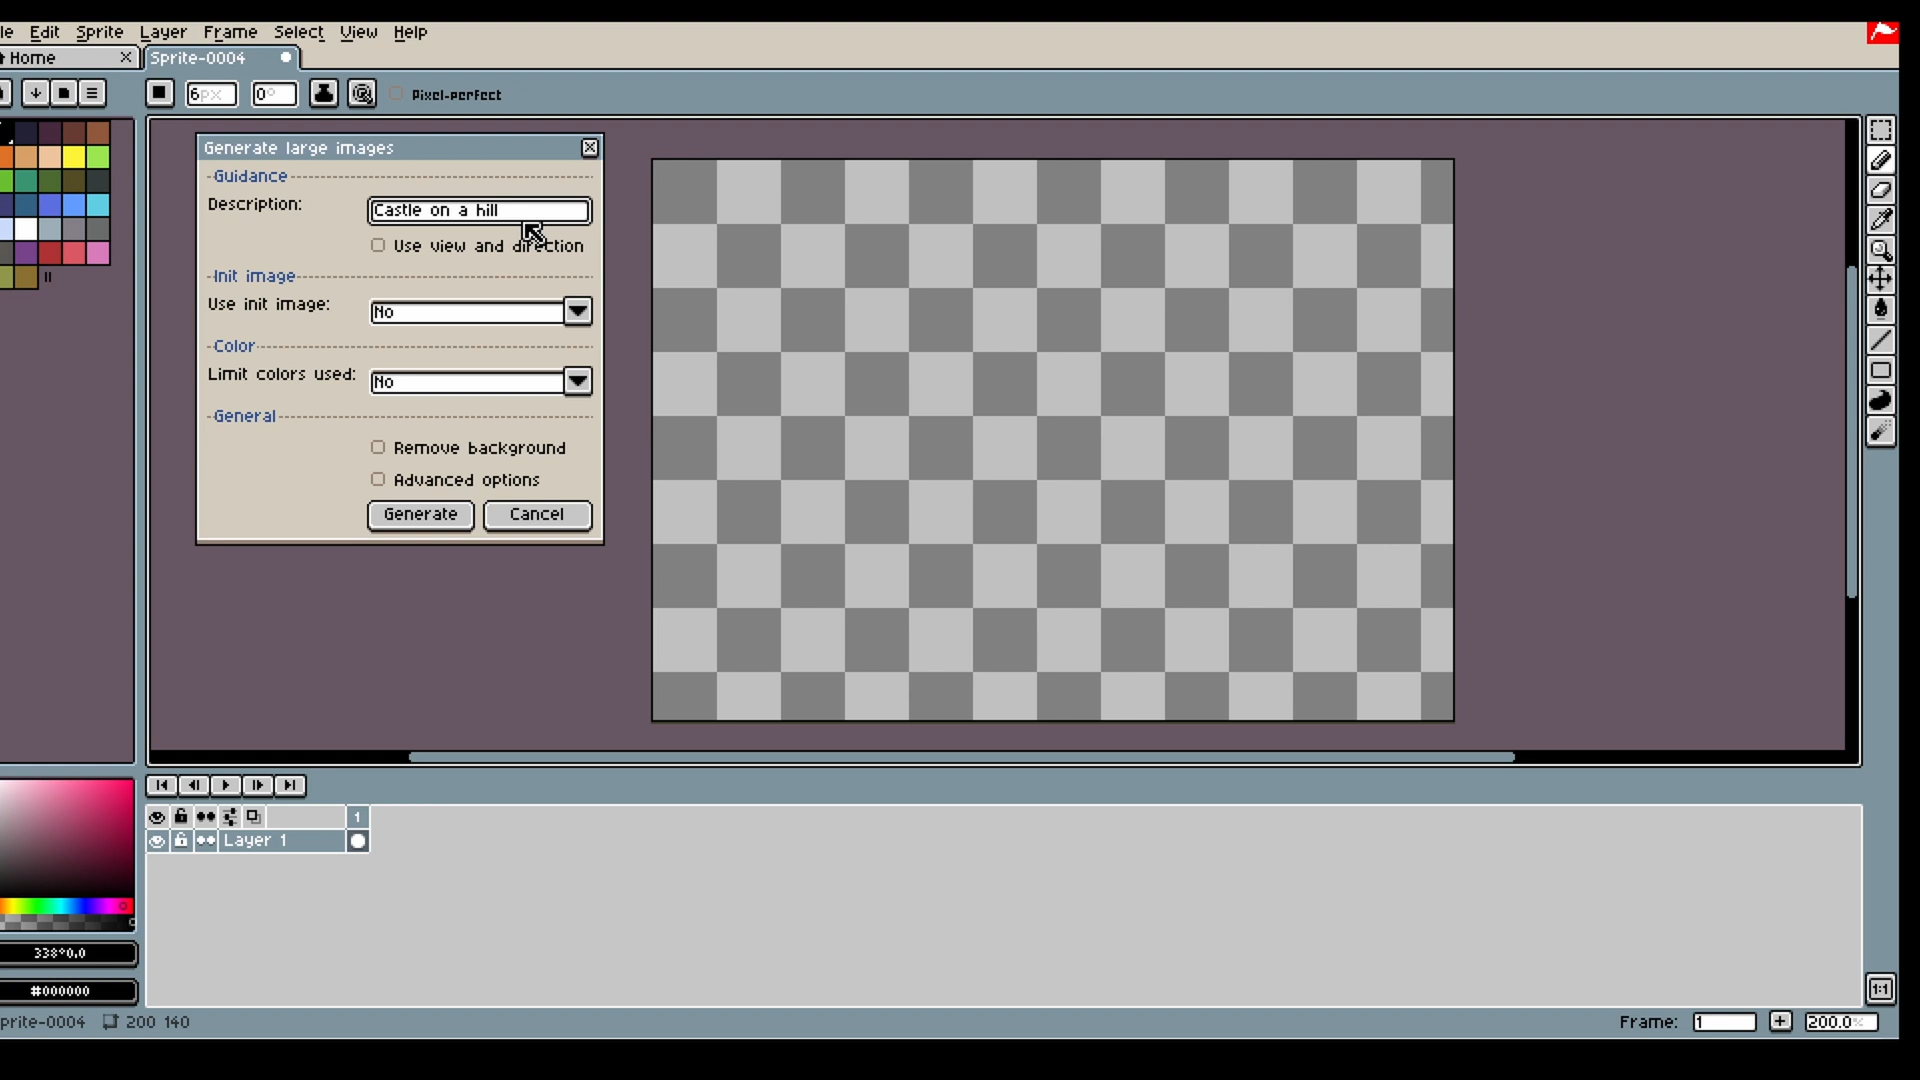 le Edit Sprite Layer Frame Select View Help
Home Sprite-0004
6px 0° Pixel-perfect
Generate large images
Guidance
Description: Castle on a hill
Use view and direction
Init image
Use init image: No
Color
Limit colors used: No
General
Remove background
Advanced options
Generate Cancel
1
Layer 1
338°0.0
#000000
1:1
prite-0004 200 140 Frame: 1 + 200.0%